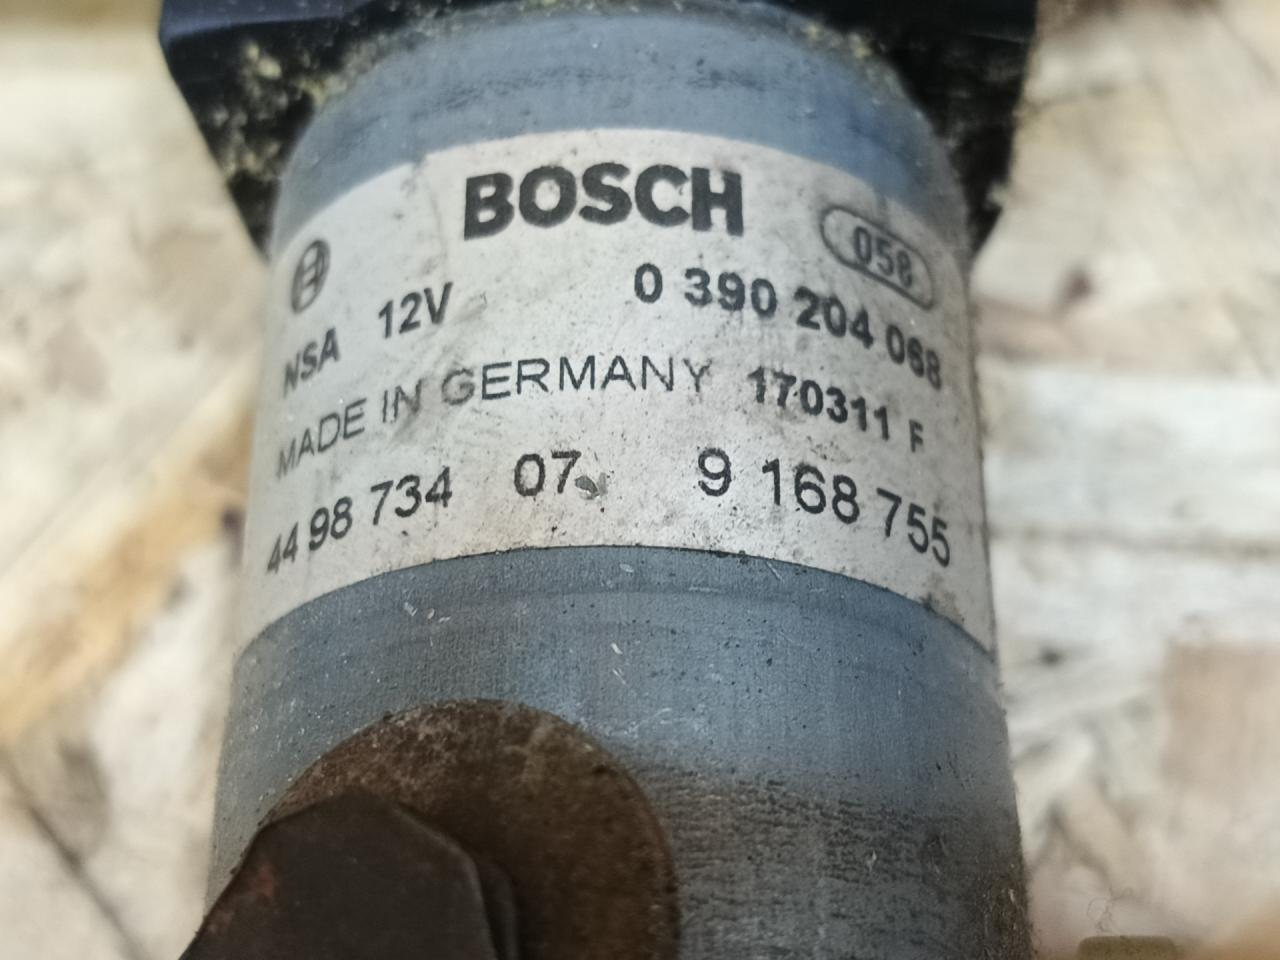 BOSCH
058
NSA 12V 0 390 204 068
MADE IN GERMANY 170311 F
44 98 734 07 9 168 755